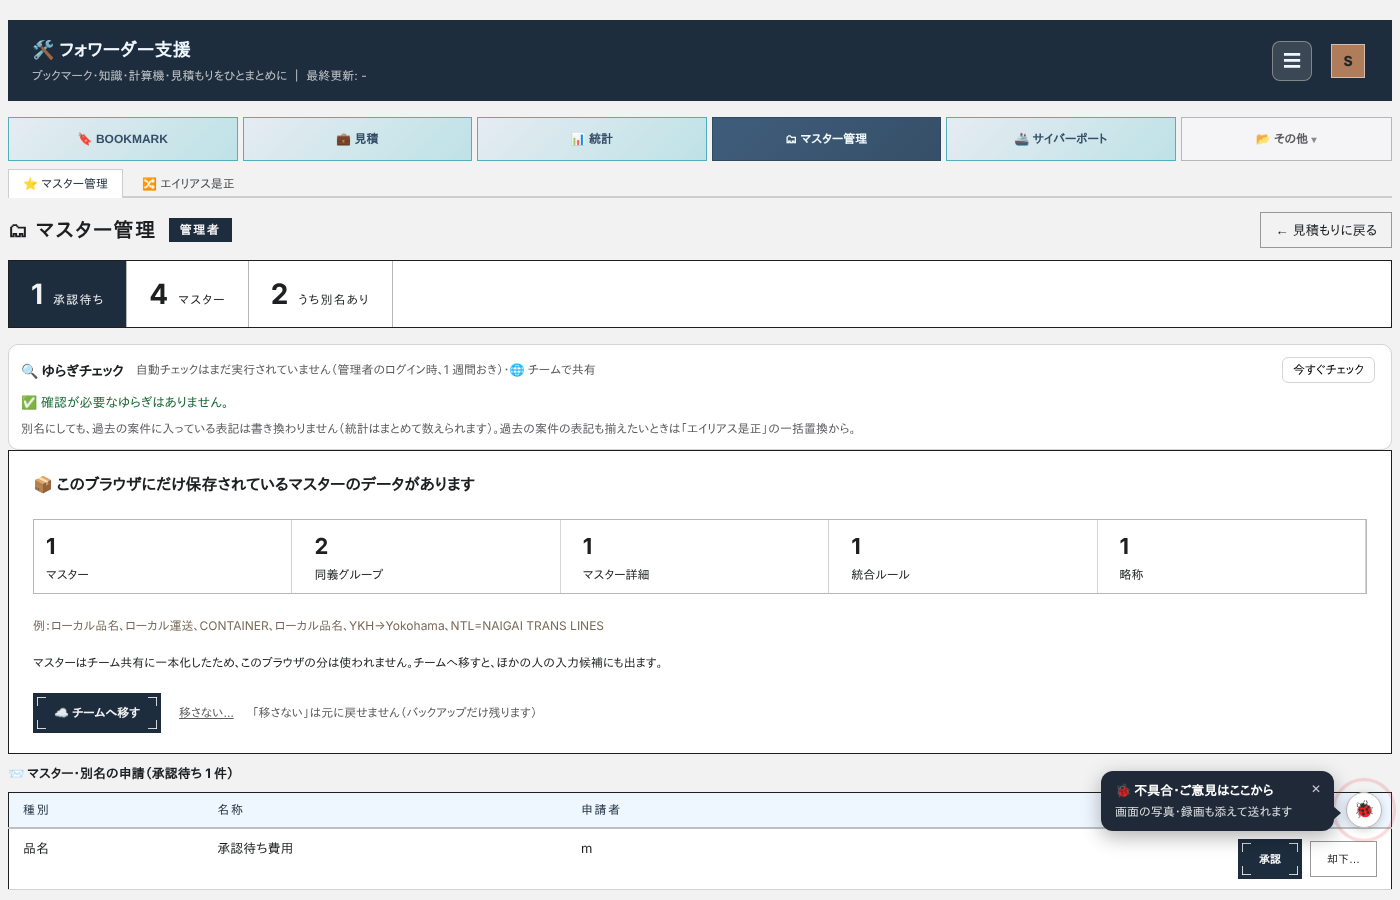 🛠️ フォワーダー支援
ブックマーク・知識・計算機・見積もりをひとまとめに ｜ 最終更新: -
S
🔖 BOOKMARK
💼 見積
📊 統計
🗂 マスター管理
🚢 サイバーポート
📂 その他 ▾
⭐ マスター管理
🔀 エイリアス是正
🗂 マスター管理 管理者
← 見積もりに戻る
1 承認待ち
4 マスター
2 うち別名あり
🔍 ゆらぎチェック 自動チェックはまだ実行されていません（管理者のログイン時、1 週間おき）・🌐 チームで共有
今すぐチェック
✅ 確認が必要なゆらぎはありません。
別名にしても、過去の案件に入っている表記は書き換わりません（統計はまとめて数えられます）。過去の案件の表記も揃えたいときは「エイリアス是正」の一括置換から。
📦 このブラウザにだけ保存されているマスターのデータがあります
1
マスター
2
同義グループ
1
マスター詳細
1
統合ルール
1
略称
例：ローカル品名、ローカル運送、CONTAINER、ローカル品名、YKH→Yokohama、NTL=NAIGAI TRANS LINES
マスターはチーム共有に一本化したため、このブラウザの分は使われません。チームへ移すと、ほかの人の入力候補にも出ます。
☁️ チームへ移す
移さない…
「移さない」は元に戻せません（バックアップだけ残ります）
📨 マスター・別名の申請（承認待ち 1 件）
種別 名称 申請者
品名 承認待ち費用 m
承認
却下…
🐞 不具合・ご意見はここから ×
画面の写真・録画も添えて送れます